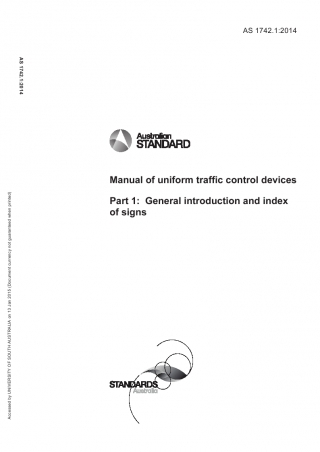 AS 1742.1:2014
AS 1742.1:2014
Australian
STANDARD
Manual of uniform traffic control devices
Part 1: General introduction and index
of signs
Accessed by UNIVERSITY OF SOUTH AUSTRALIA on 13 Jan 2015 (Document currency not guaranteed when printed)
STANDARDS
Australia